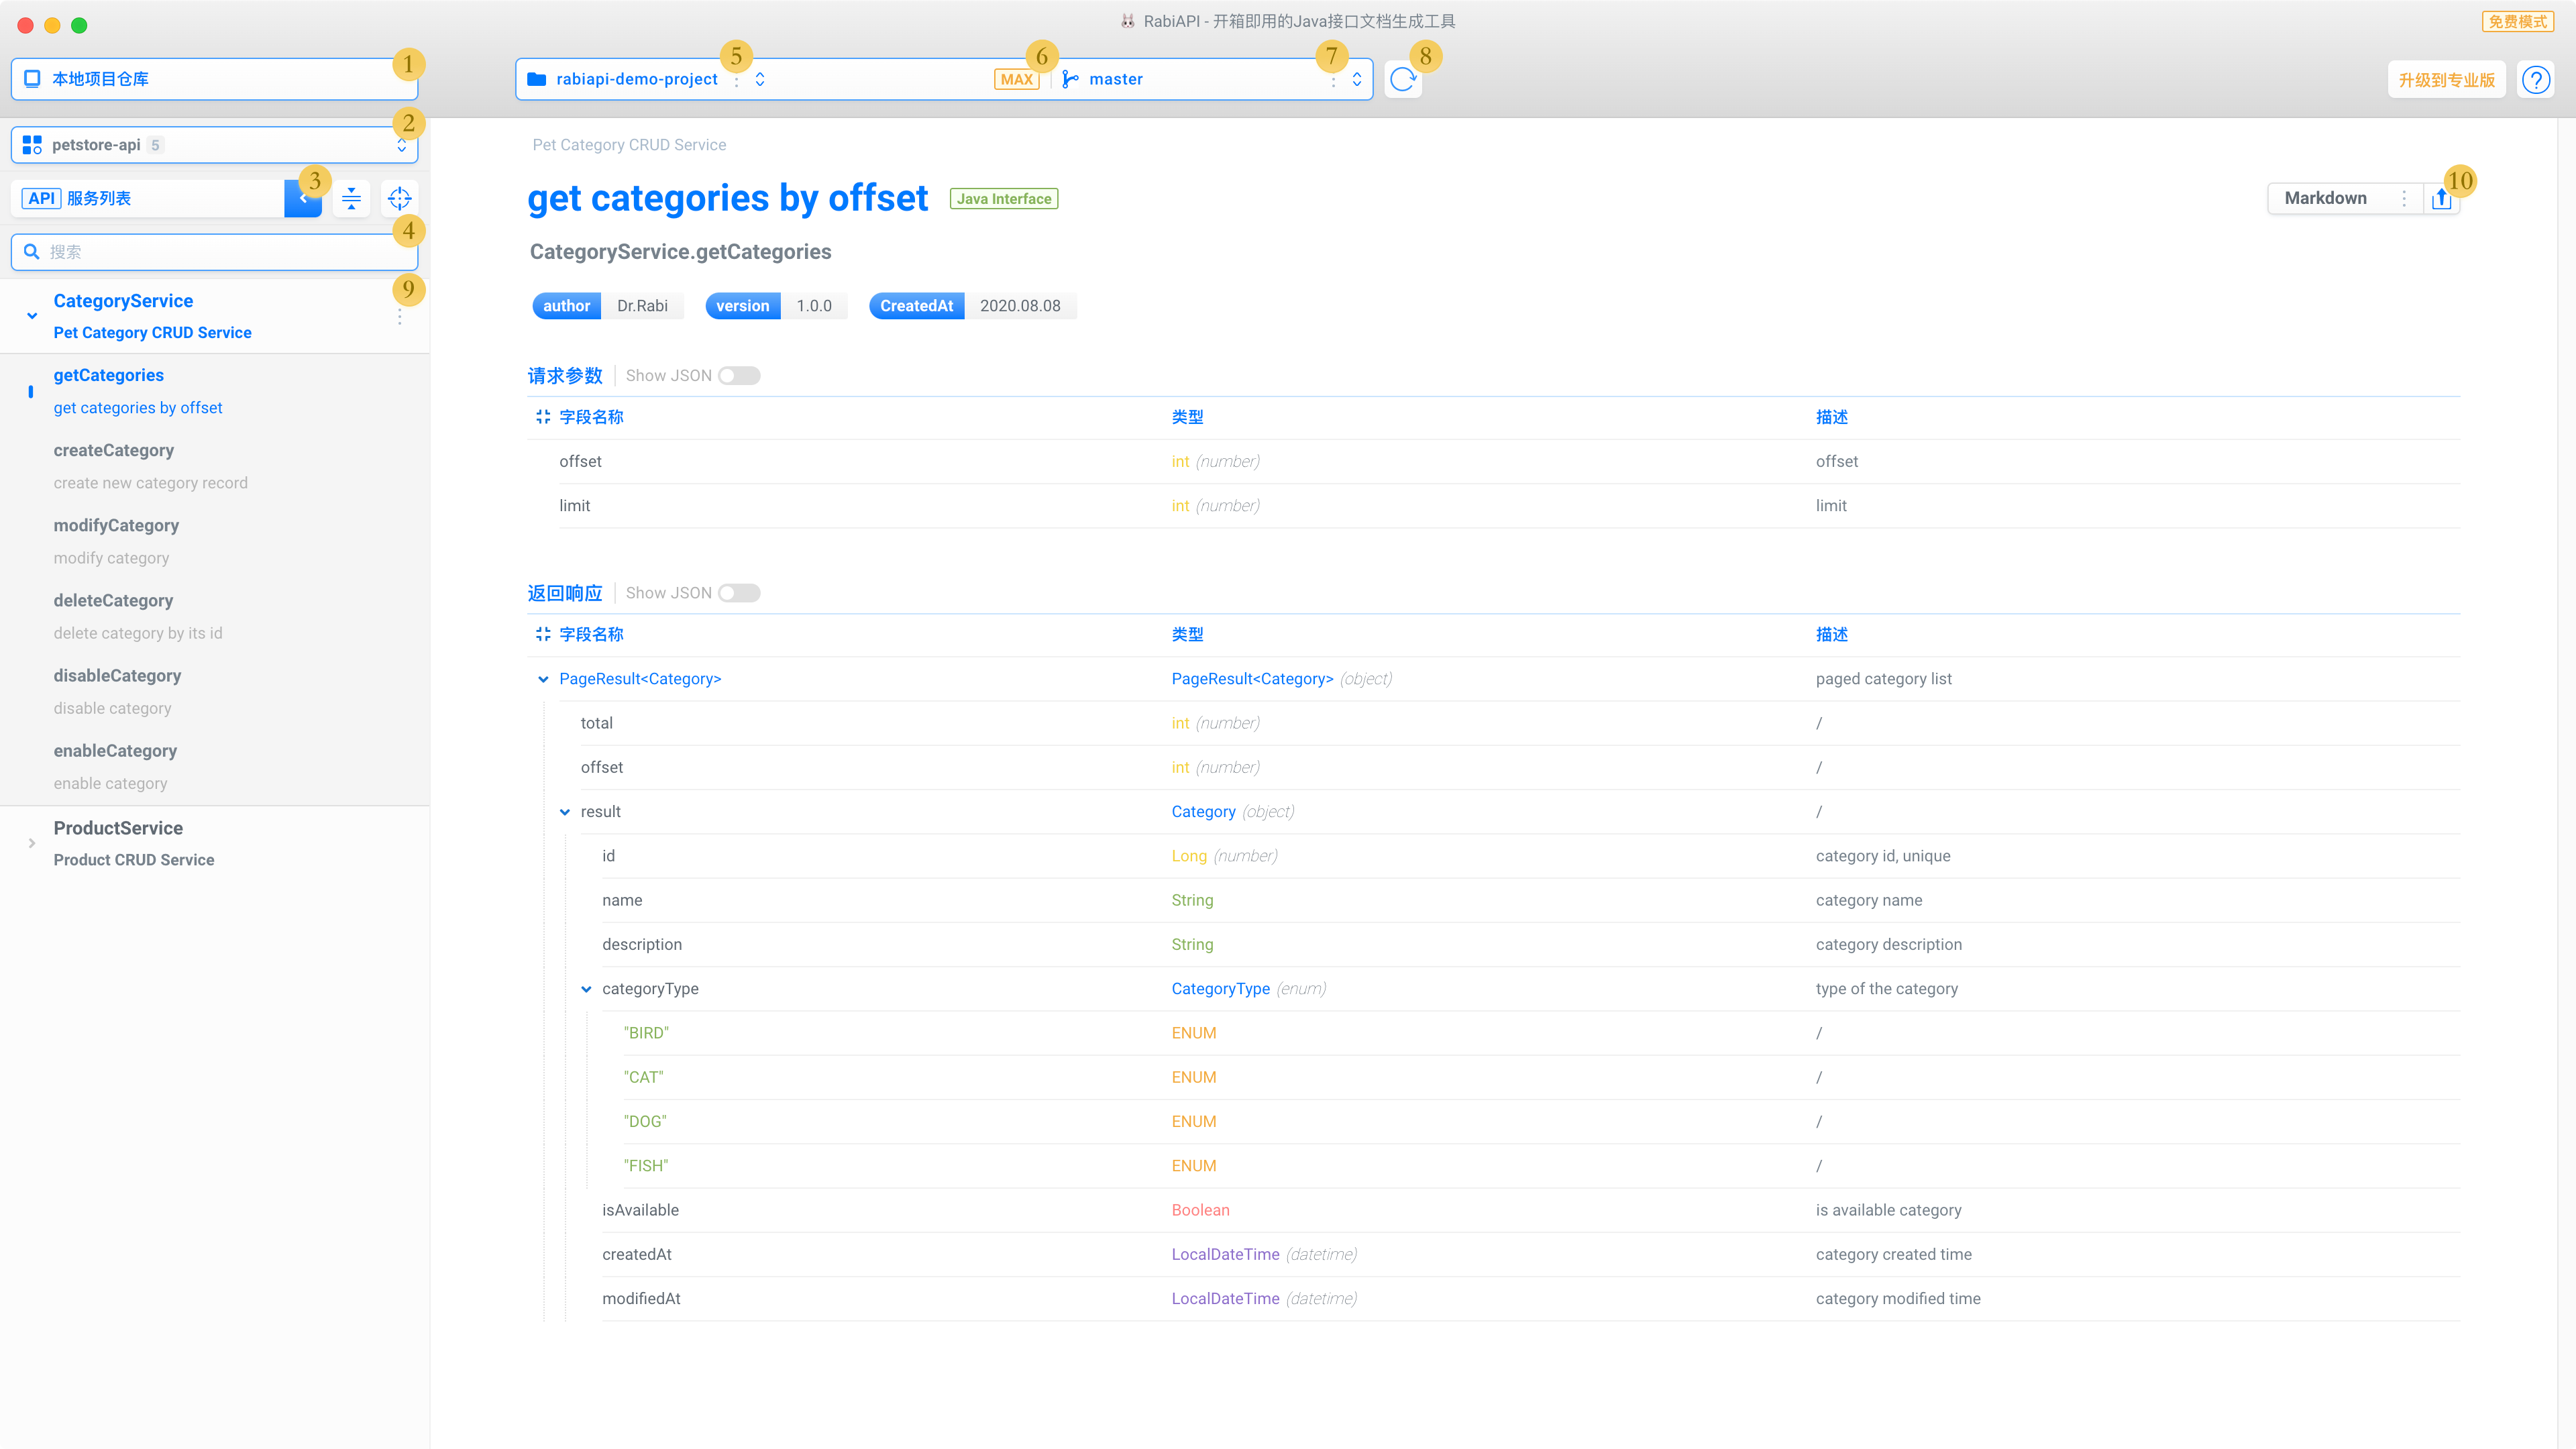 RabiAPI - 开箱即用的Java接口文档生成工具
免费模式
1
5
6
7
8
本地项目仓库
rabiapi-demo-project
MAX
master
升级到专业版
?
2
petstore-api 5
Pet Category CRUD Service
3
API 服务列表
get categories by offset Java Interface
Markdown
10
4
搜索
CategoryService.getCategories
9
CategoryService
Pet Category CRUD Service
author Dr.Rabi version 1.0.0 CreatedAt 2020.08.08
getCategories
get categories by offset
createCategory
create new category record
modifyCategory
modify category
deleteCategory
delete category by its id
disableCategory
disable category
enableCategory
enable category
ProductService
Product CRUD Service
请求参数 Show JSON
字段名称 类型 描述
offset int (number) offset
limit int (number) limit
返回响应 Show JSON
字段名称 类型 描述
PageResult<Category> PageResult<Category> (object) paged category list
total int (number) /
offset int (number) /
result Category (object) /
id Long (number) category id, unique
name String category name
description String category description
categoryType CategoryType (enum) type of the category
"BIRD" ENUM /
"CAT" ENUM /
"DOG" ENUM /
"FISH" ENUM /
isAvailable Boolean is available category
createdAt LocalDateTime (datetime) category created time
modifiedAt LocalDateTime (datetime) category modified time